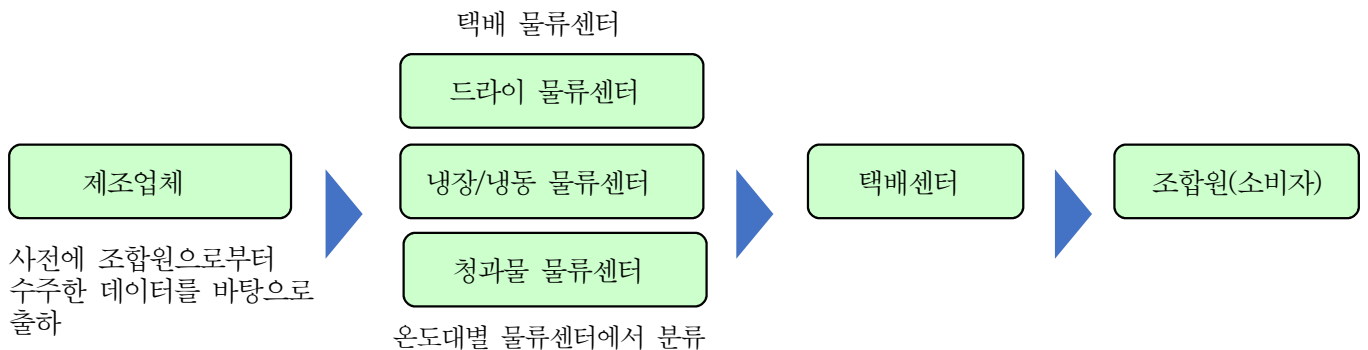 택배 물류센터
드라이 물류센터
제조업체
냉장/냉동 물류센터
택배센터
조합원(소비자)
사전에 조합원으로부터
수주한 데이터를 바탕으로
출하
청과물 물류센터
온도대별 물류센터에서 분류